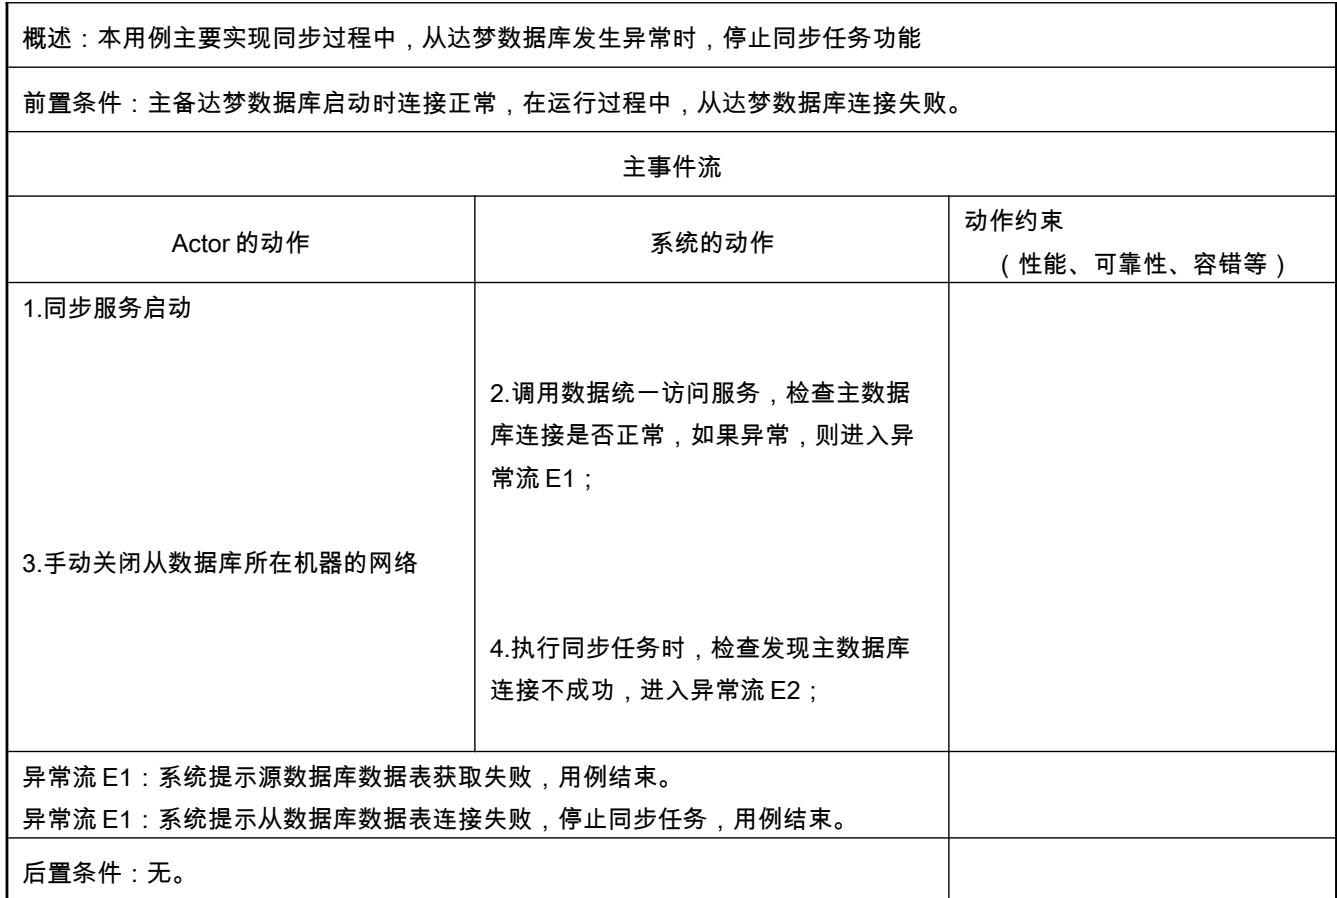 概述：本用例主要实现同步过程中，从达梦数据库发生异常时，停止同步任务功能
前置条件：主备达梦数据库启动时连接正常，在运行过程中，从达梦数据库连接失败。
主事件流
Actor 的动作
系统的动作
动作约束
（性能、可靠性、容错等）
1.同步服务启动
2.调用数据统一访问服务，检查主数据
库连接是否正常，如果异常，则进入异
常流 E1；
3.手动关闭从数据库所在机器的网络
4.执行同步任务时，检查发现主数据库
连接不成功，进入异常流 E2；
异常流 E1：系统提示源数据库数据表获取失败，用例结束。
异常流 E1：系统提示从数据库数据表连接失败，停止同步任务，用例结束。
后置条件：无。